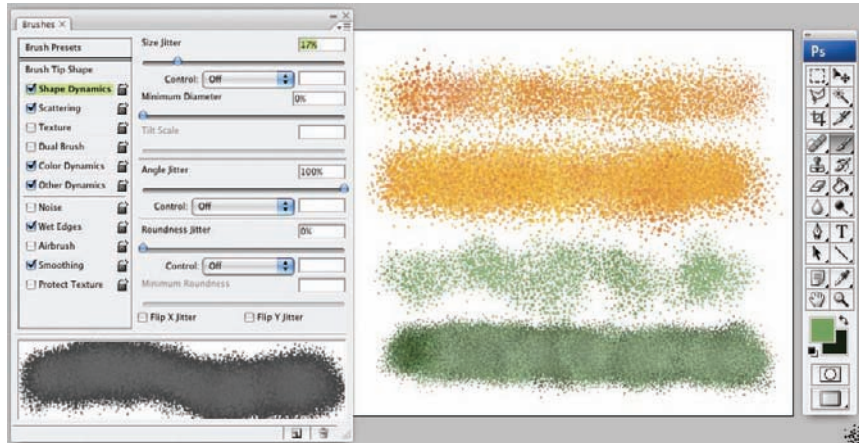 Brushes ×
Brush Presets
Brush Tip Shape
Shape Dynamics
Scattering
Texture
Dual Brush
Color Dynamics
Other Dynamics
Noise
Wet Edges
Airbrush
Smoothing
Protect Texture
Size Jitter 17%
Control: Off
Minimum Diameter 0%
Tilt Scale
Angle Jitter 100%
Control: Off
Roundness Jitter 0%
Control: Off
Minimum Roundness
Flip X Jitter Flip Y Jitter
Ps
T